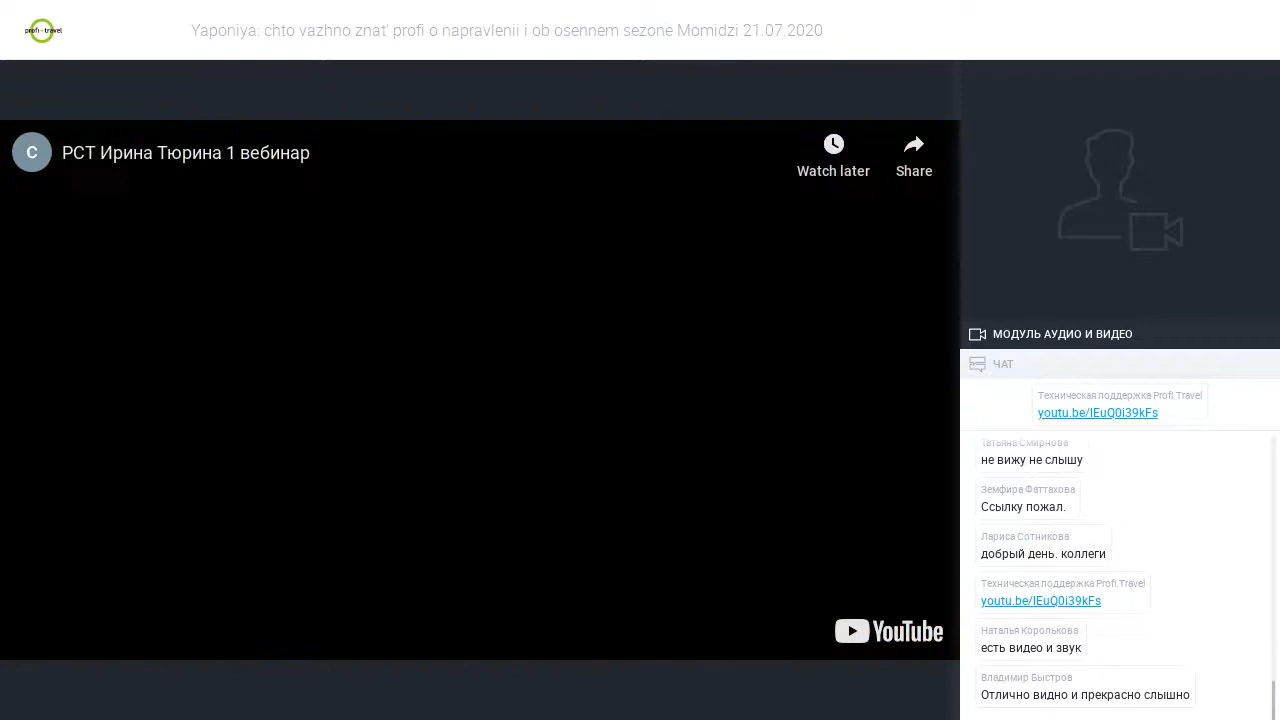 profi travel
Yaponiya: chto vazhno znat' profi o napravlenii i ob osennem sezone Momidzi 21.07.2020
С
РСТ Ирина Тюрина 1 вебинар
Watch later
Share
YouTube
МОДУЛЬ АУДИО И ВИДЕО
ЧАТ
Техническая поддержка Profi.Travel
youtu.be/lEuQ0i39kFs
Татьяна Смирнова
не вижу не слышу
Земфира Фаттахова
Ссылку пожал.
Лариса Сотникова
добрый день. коллеги
Техническая поддержка Profi.Travel
youtu.be/lEuQ0i39kFs
Наталья Королькова
есть видео и звук
Владимир Быстров
Отлично видно и прекрасно слышно